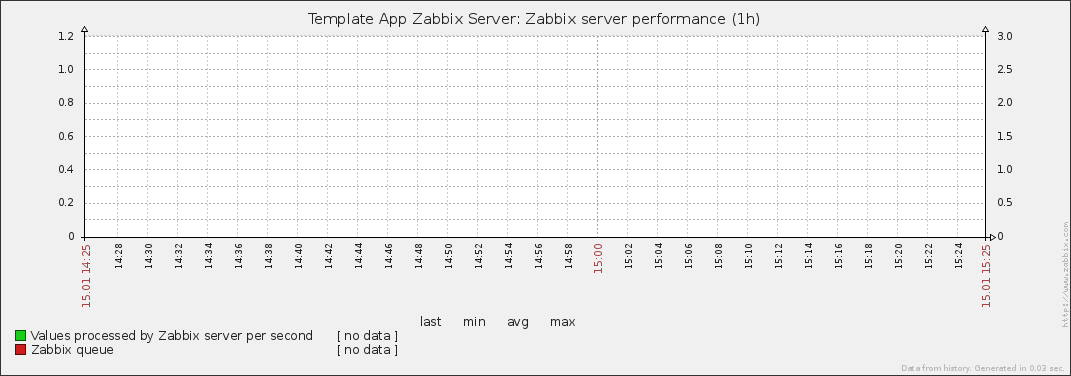 Template App Zabbix Server: Zabbix server performance (1h)
1.2 3.0
1.0 2.5
0.8 2.0
0.6 1.5
0.4 1.0
0.2 0.5
0 0
15.01 14:25 14:28 14:30 14:32 14:34 14:36 14:38 14:40 14:42 14:44 14:46 14:48 14:50 14:52 14:54 14:56 14:58 15:00 15:02 15:04 15:06 15:08 15:10 15:12 15:14 15:16 15:18 15:20 15:22 15:24 15.01 15:25
http://www.zabbix.com
last min avg max
Values processed by Zabbix server per second [ no data ]
Zabbix queue [ no data ]
Data from history. Generated in 0.03 sec.